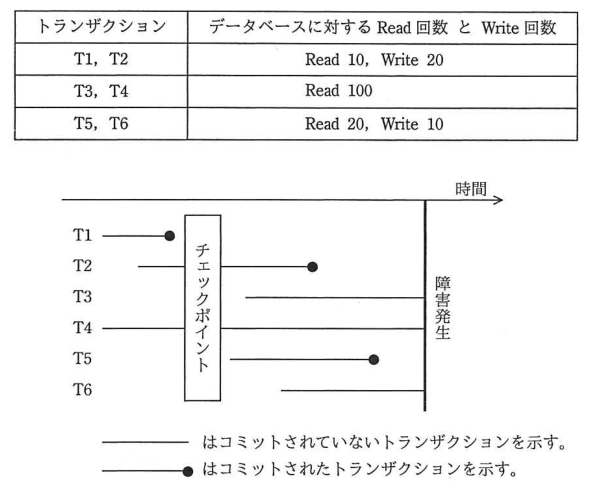 トランザクション データベースに対する Read 回数 と Write 回数
T1, T2 Read 10, Write 20
T3, T4 Read 100
T5, T6 Read 20, Write 10
時間
T1
T2
T3
T4
T5
T6
チェックポイント
障害発生
はコミットされていないトランザクションを示す。
はコミットされたトランザクションを示す。